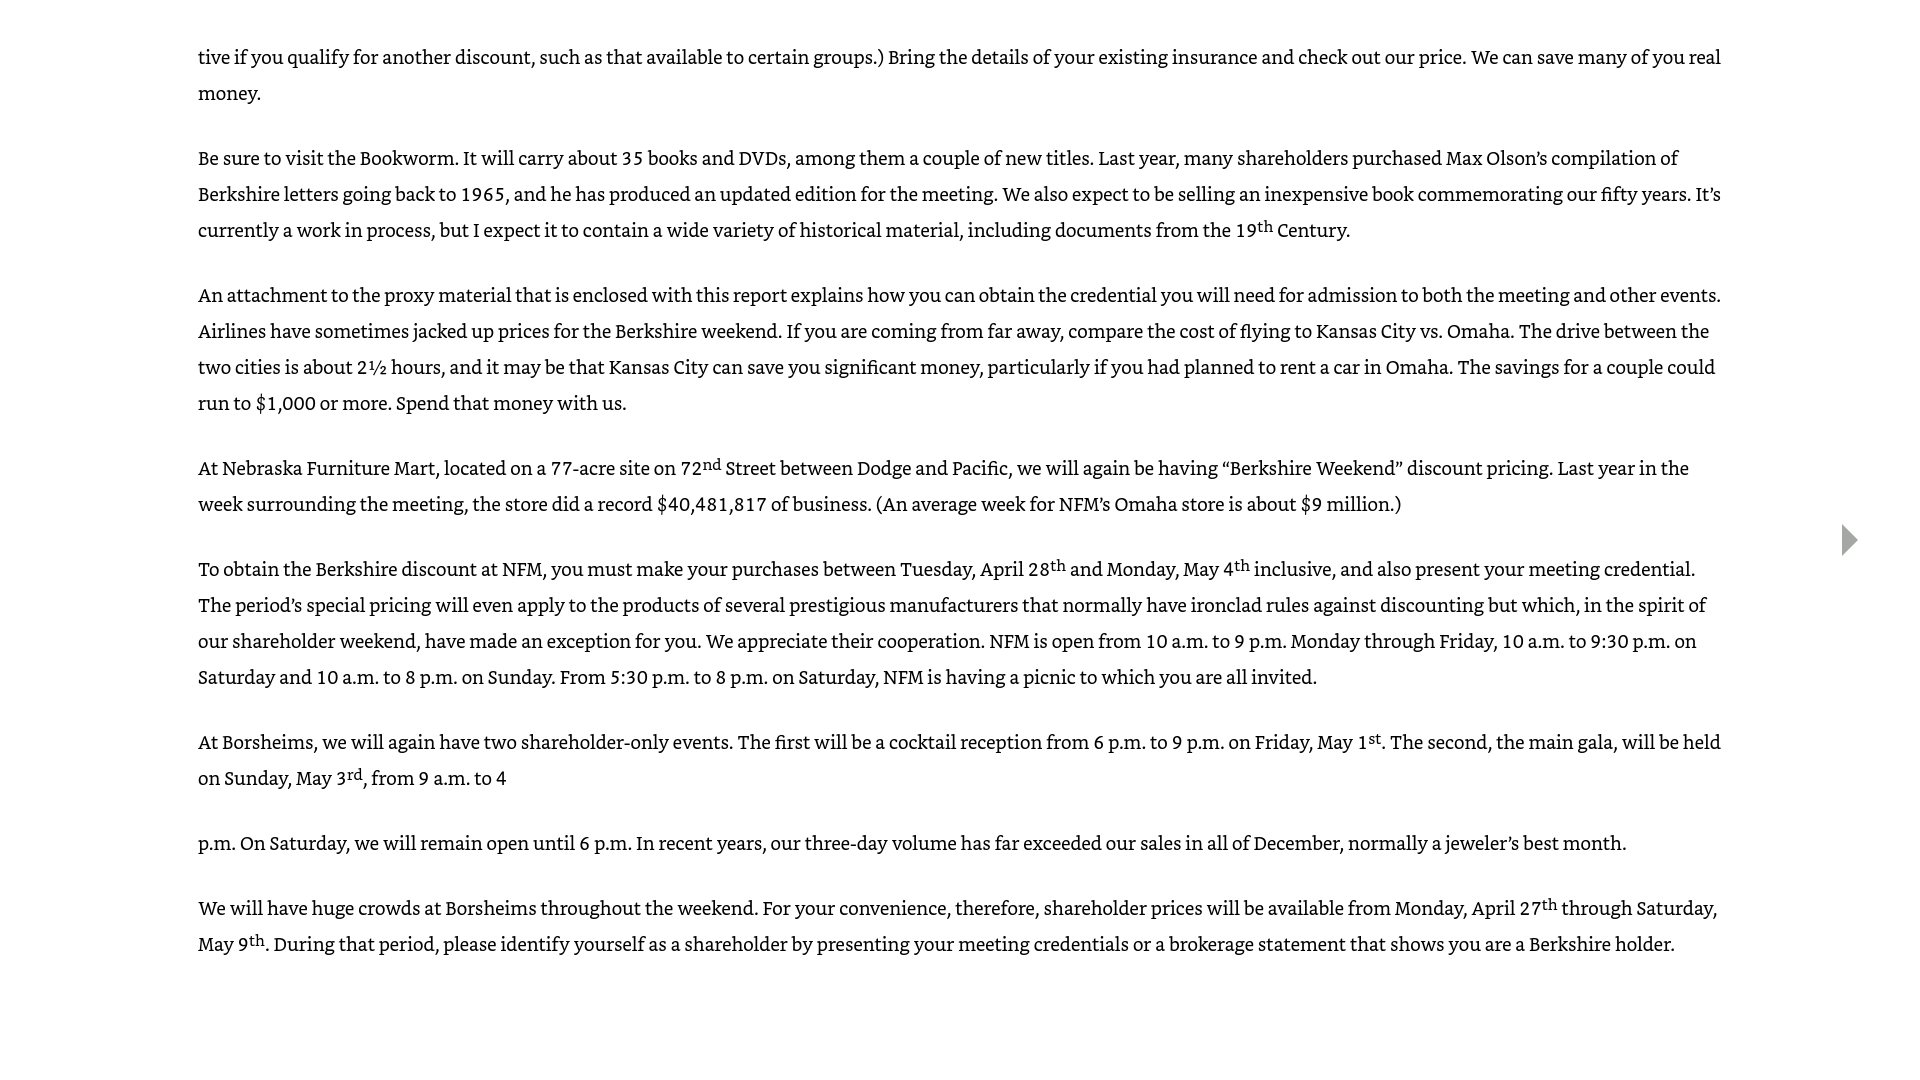 tive if you qualify for another discount, such as that available to certain groups.) Bring the details of your existing insurance and check out our price. We can save many of you real
money.
Be sure to visit the Bookworm. It will carry about 35 books and DVDs, among them a couple of new titles. Last year, many shareholders purchased Max Olson’s compilation of
Berkshire letters going back to 1965, and he has produced an updated edition for the meeting. We also expect to be selling an inexpensive book commemorating our fifty years. It’s
currently a work in process, but I expect it to contain a wide variety of historical material, including documents from the 19th Century.
An attachment to the proxy material that is enclosed with this report explains how you can obtain the credential you will need for admission to both the meeting and other events.
Airlines have sometimes jacked up prices for the Berkshire weekend. If you are coming from far away, compare the cost of flying to Kansas City vs. Omaha. The drive between the
two cities is about 2½ hours, and it may be that Kansas City can save you significant money, particularly if you had planned to rent a car in Omaha. The savings for a couple could
run to $1,000 or more. Spend that money with us.
At Nebraska Furniture Mart, located on a 77-acre site on 72nd Street between Dodge and Pacific, we will again be having “Berkshire Weekend” discount pricing. Last year in the
week surrounding the meeting, the store did a record $40,481,817 of business. (An average week for NFM’s Omaha store is about $9 million.)
To obtain the Berkshire discount at NFM, you must make your purchases between Tuesday, April 28th and Monday, May 4th inclusive, and also present your meeting credential.
The period’s special pricing will even apply to the products of several prestigious manufacturers that normally have ironclad rules against discounting but which, in the spirit of
our shareholder weekend, have made an exception for you. We appreciate their cooperation. NFM is open from 10 a.m. to 9 p.m. Monday through Friday, 10 a.m. to 9:30 p.m. on
Saturday and 10 a.m. to 8 p.m. on Sunday. From 5:30 p.m. to 8 p.m. on Saturday, NFM is having a picnic to which you are all invited.
At Borsheims, we will again have two shareholder-only events. The first will be a cocktail reception from 6 p.m. to 9 p.m. on Friday, May 1st. The second, the main gala, will be held
on Sunday, May 3rd, from 9 a.m. to 4
p.m. On Saturday, we will remain open until 6 p.m. In recent years, our three-day volume has far exceeded our sales in all of December, normally a jeweler’s best month.
We will have huge crowds at Borsheims throughout the weekend. For your convenience, therefore, shareholder prices will be available from Monday, April 27th through Saturday,
May 9th. During that period, please identify yourself as a shareholder by presenting your meeting credentials or a brokerage statement that shows you are a Berkshire holder.